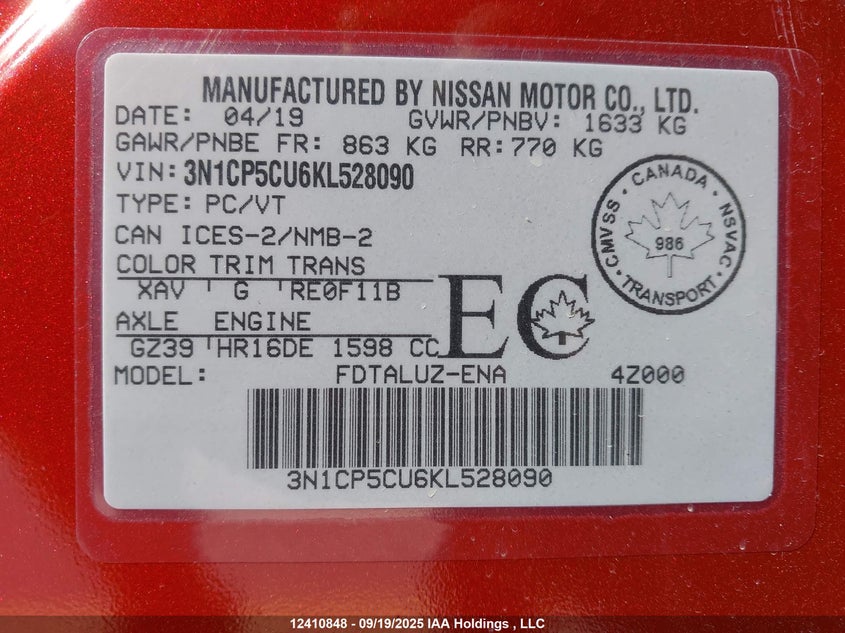 MANUFACTURED BY NISSAN MOTOR CO., LTD.
DATE: 04/19 GVWR/PNBV: 1633 KG
GAWR/PNBE FR: 863 KG RR: 770 KG
VIN: 3N1CP5CU6KL528090
TYPE: PC/VT
CAN ICES-2/NMB-2
COLOR TRIM TRANS
XAV ' G 'RE0F11B
AXLE ENGINE
GZ39 'HR16DE 1598 CC
EC
CMVSS · CANADA · NSVAC · TRANSPORT ·
986
MODEL: FDTALUZ-ENA 4Z000
3N1CP5CU6KL528090
12410848 - 09/19/2025 IAA Holdings , LLC